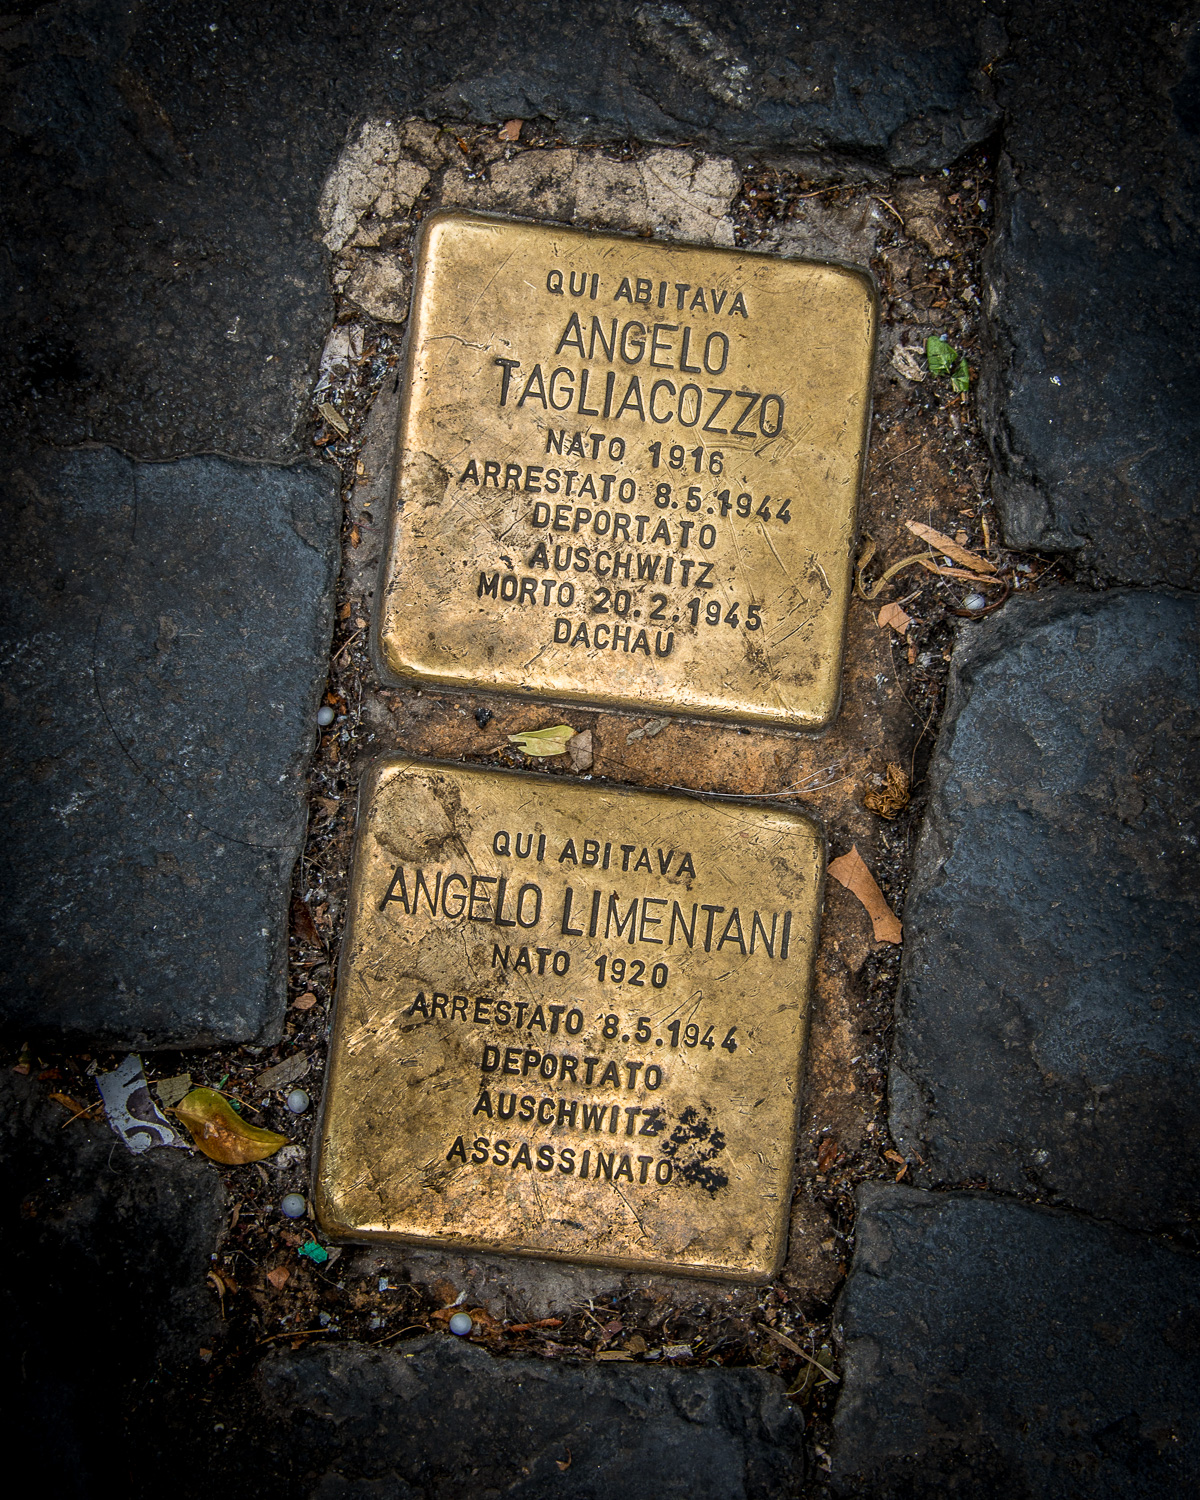 QUI ABITAVA
ANGELO
TAGLIACOZZO
NATO 1916
ARRESTATO 8.5.1944
DEPORTATO
AUSCHWITZ
MORTO 20.2.1945
DACHAU
QUI ABITAVA
ANGELO LIMENTANI
NATO 1920
ARRESTATO 8.5.1944
DEPORTATO
AUSCHWITZ
ASSASSINATO